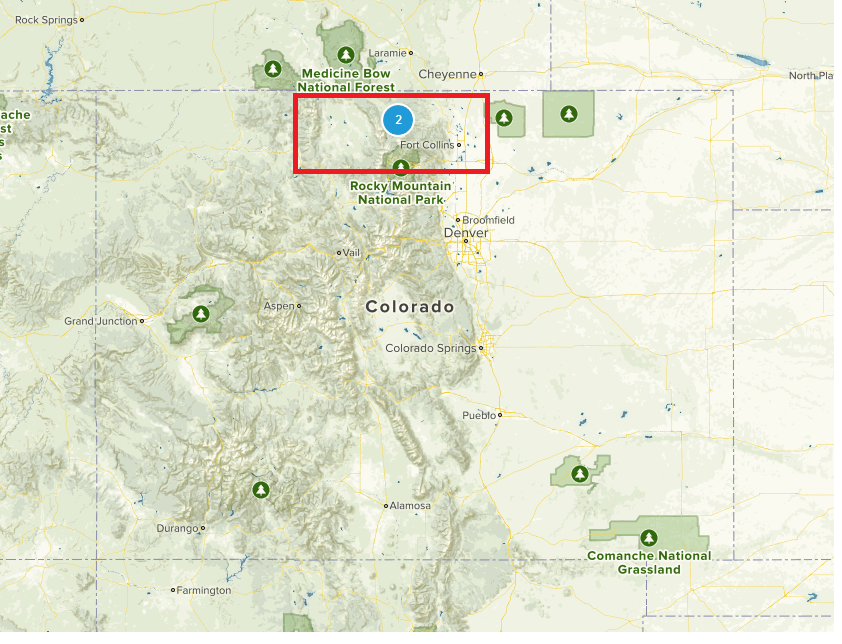 Rock Springs
Laramie
Cheyenne
Medicine Bow
National Forest
North Pla
ache
st
s
s
2
Fort Collins
Rocky Mountain
National Park
Broomfield
Denver
Vail
Aspen
Colorado
Grand Junction
Colorado Springs
Pueblo
Alamosa
Durango
Comanche National
Grassland
Farmington